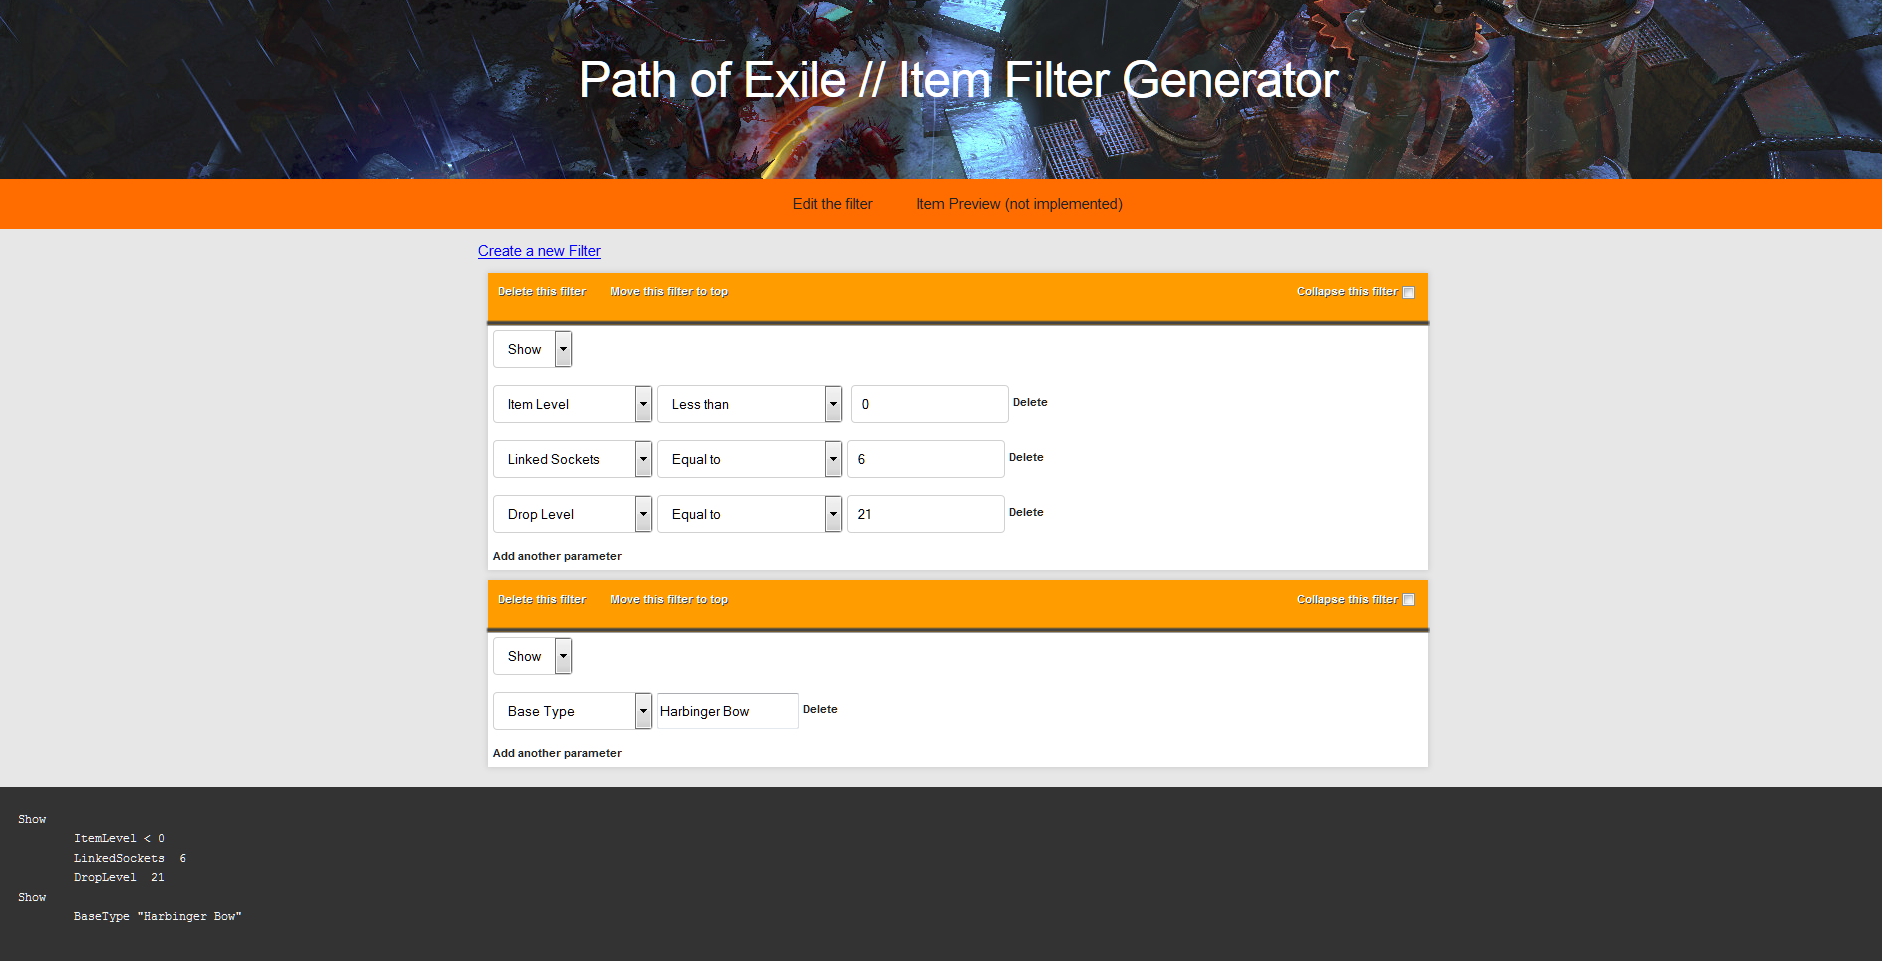 Path of Exile // Item Filter Generator
Edit the filter Item Preview (not implemented)
Create a new Filter
Delete this filter Move this filter to top Collapse this filter
Show
Item Level Less than 0 Delete
Linked Sockets Equal to 6 Delete
Drop Level Equal to 21 Delete
Add another parameter
Delete this filter Move this filter to top Collapse this filter
Show
Base Type Harbinger Bow Delete
Add another parameter
Show
ItemLevel < 0
LinkedSockets 6
DropLevel 21
Show
BaseType "Harbinger Bow"